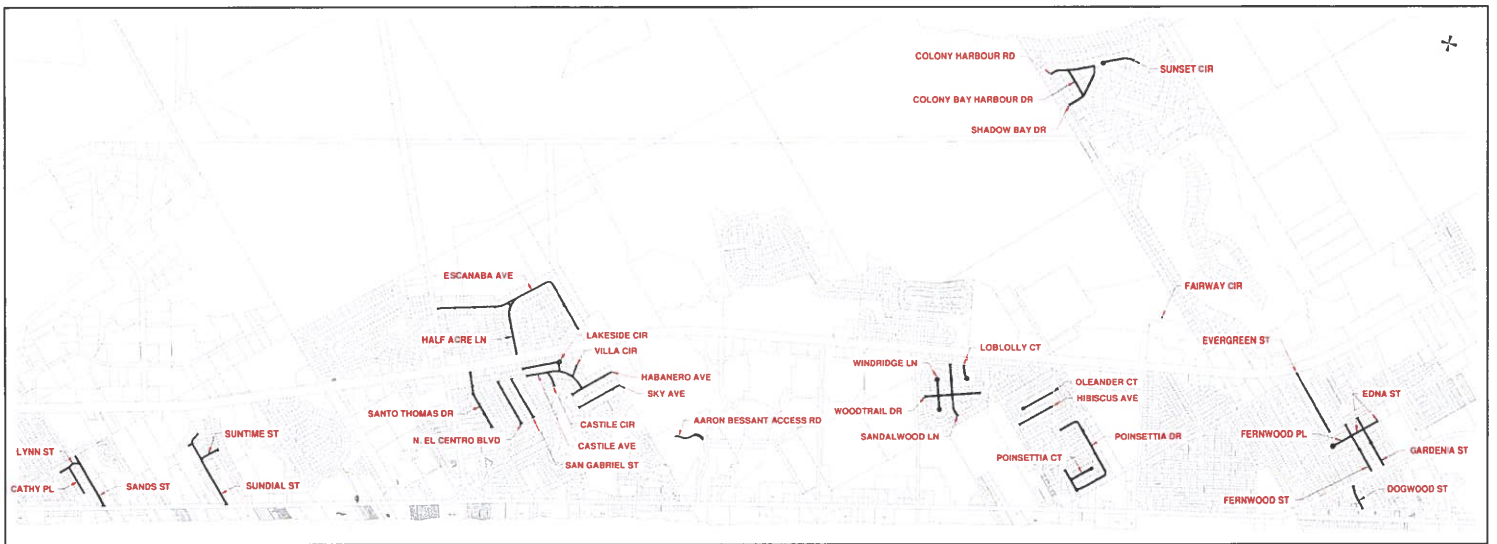 COLONY HARBOUR RD
SUNSET CIR
COLONY BAY HARBOUR DR
SHADOW BAY DR
ESCANABA AVE
FAIRWAY CIR
HALF ACRE LN
LAKESIDE CIR
EVERGREEN ST
VILLA CIR
LOBLOLLY CT
WINDRIDGE LN
HABANERO AVE
OLEANDER CT
SKY AVE
EDNA ST
HIBISCUS AVE
SANTO THOMAS DR
WOODTRAIL DR
AARON BESSANT ACCESS RD
CASTILE CIR
SUNTIME ST
FERNWOOD PL
N. EL CENTRO BLVD
SANDALWOOD LN
POINSETTIA DR
CASTILE AVE
LYNN ST
GARDENIA ST
POINSETTIA CT
SAN GABRIEL ST
CATHY PL
SANDS ST
SUNDIAL ST
DOGWOOD ST
FERNWOOD ST